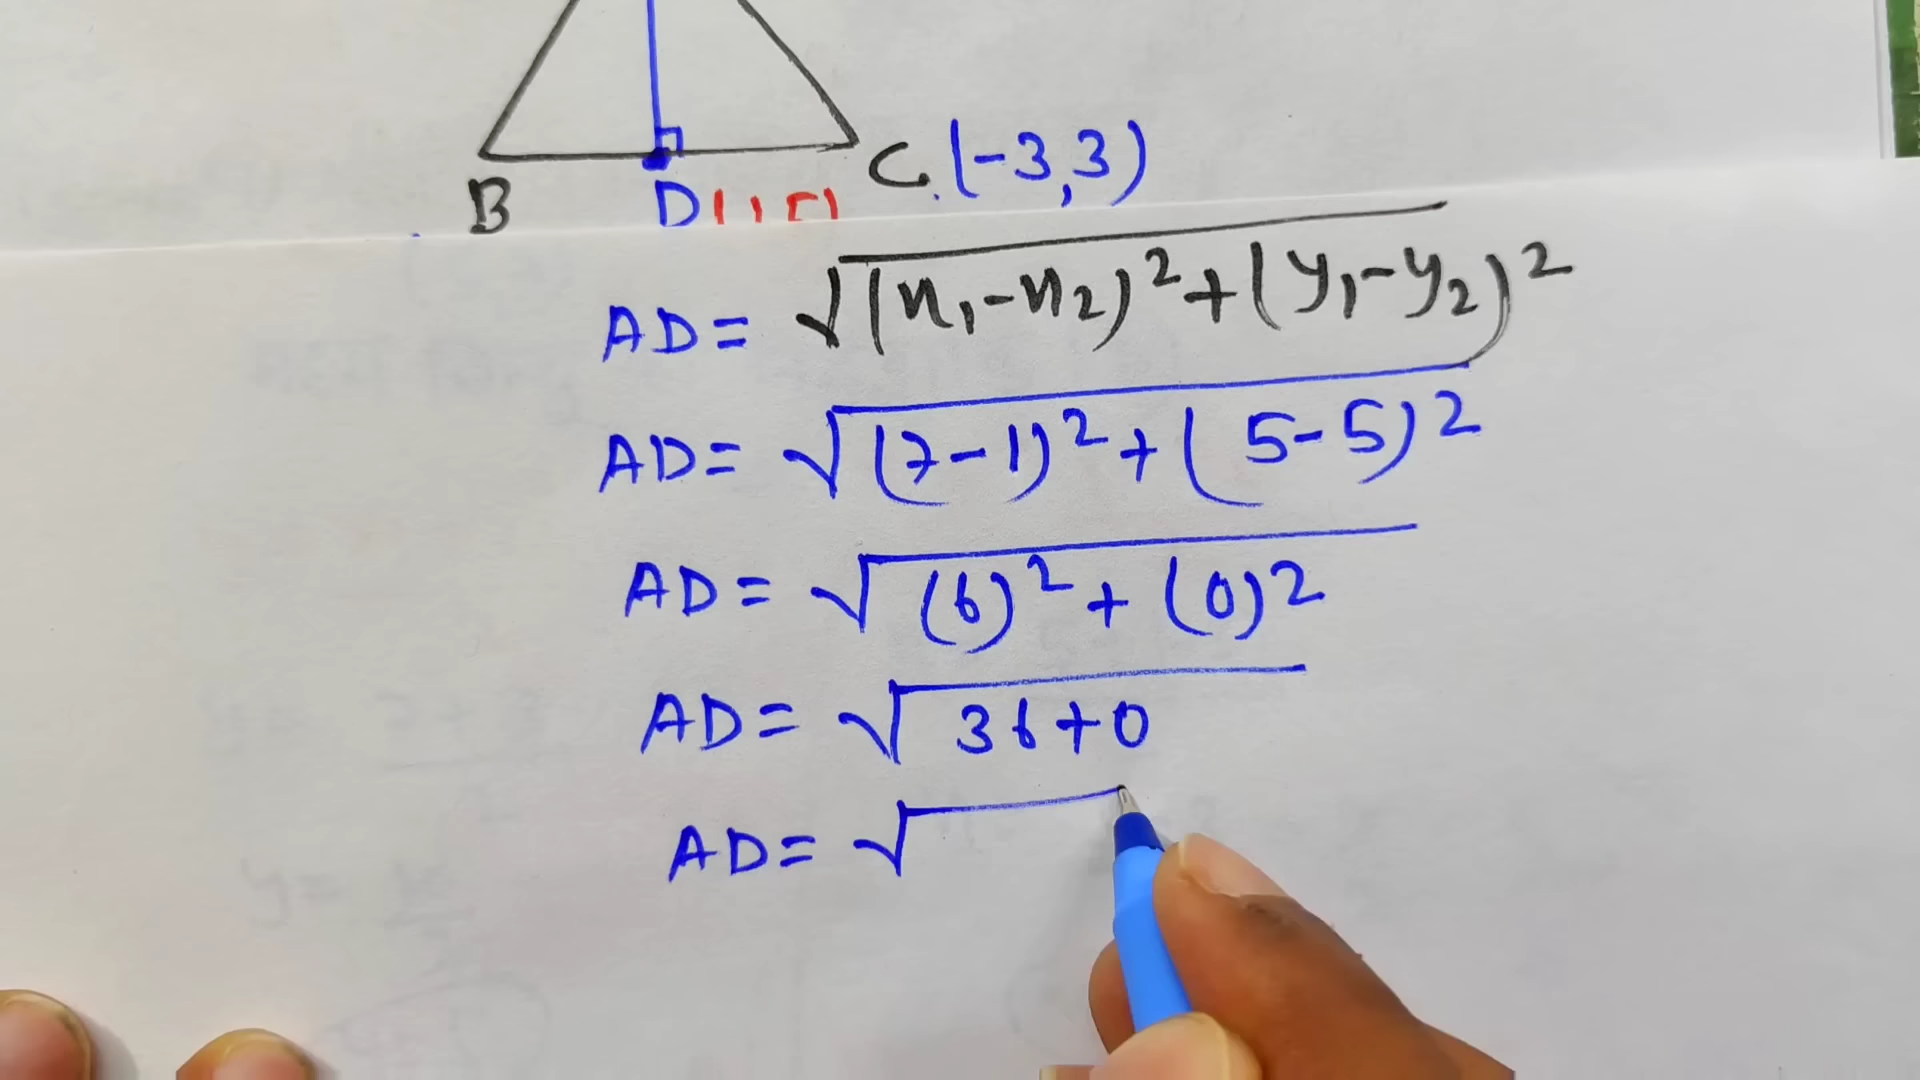 C (-3,3)
B D
AD = √(x₁-x₂)²+(y₁-y₂)²
AD = √(7-1)²+(5-5)²
AD = √(6)²+(0)²
AD = √36+0
AD = √